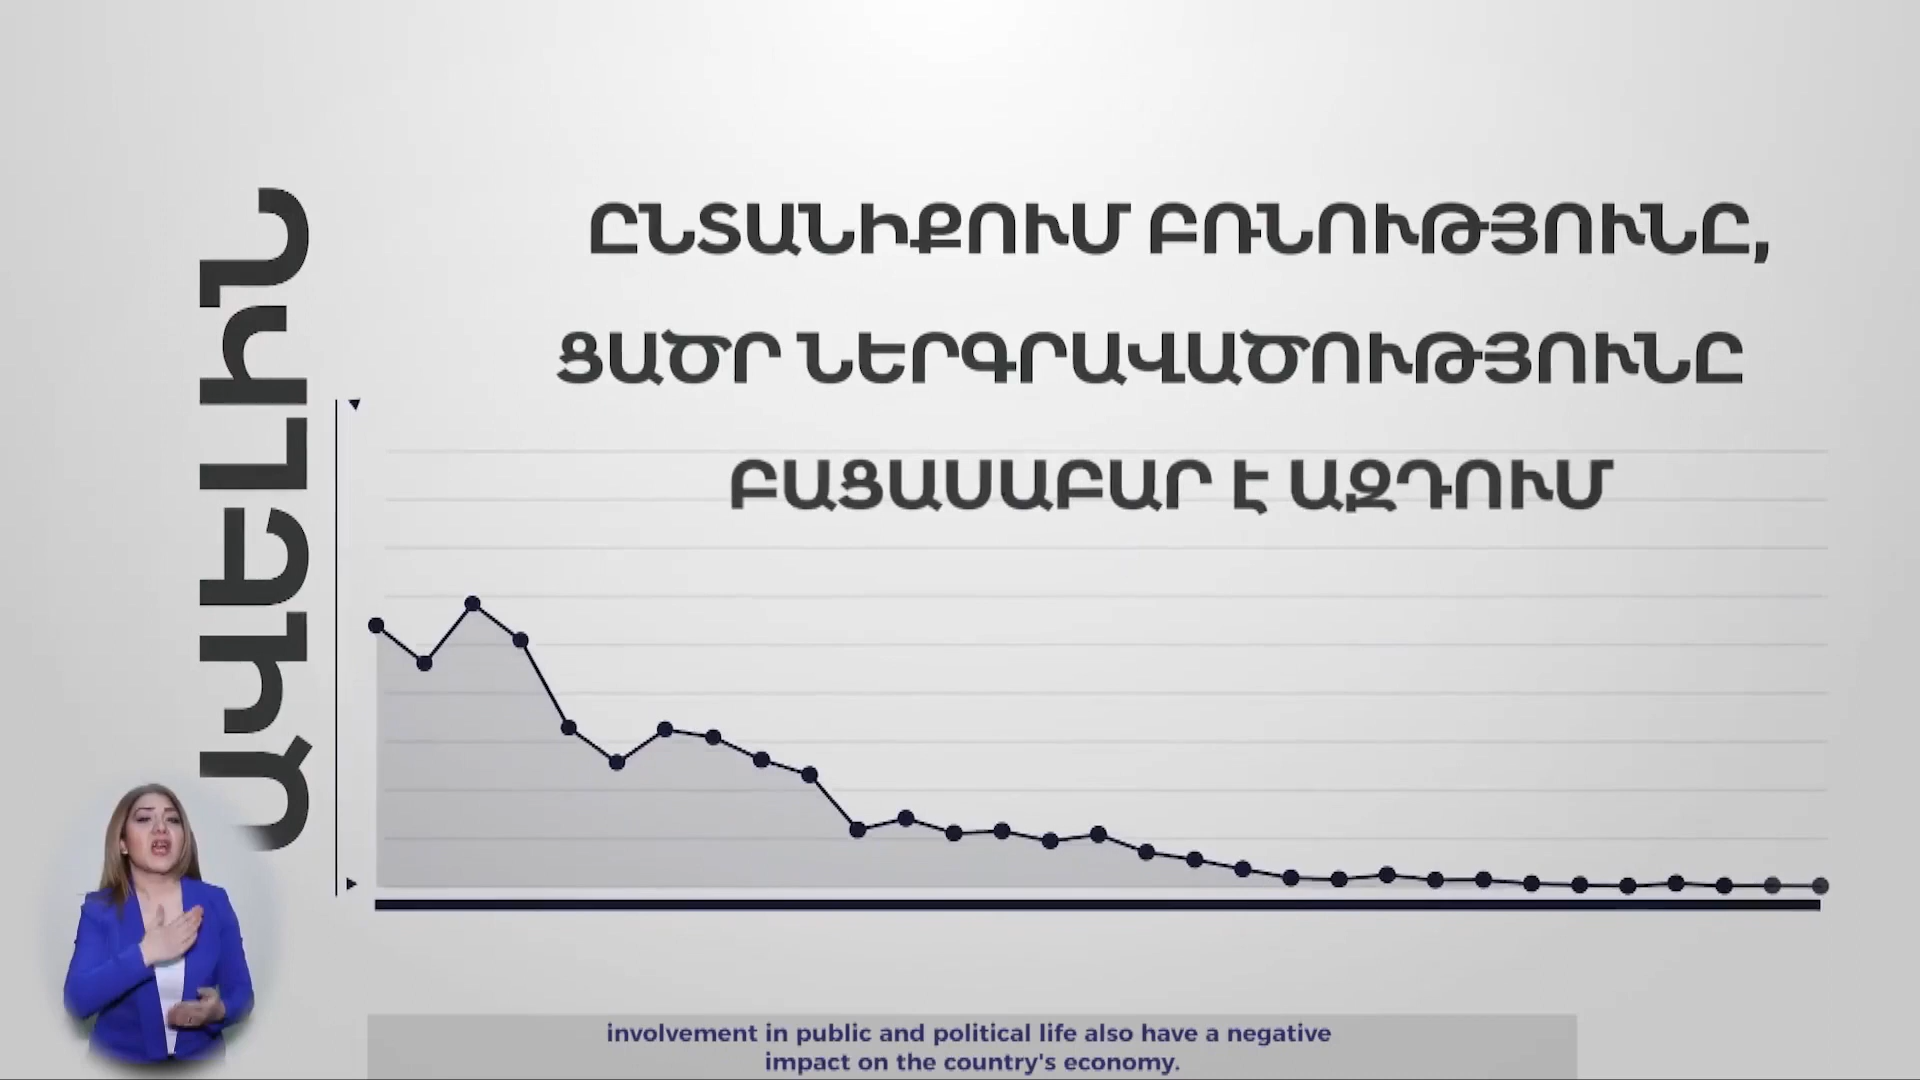 ԱՎԵԼԻՆ
ԸՆՏԱՆԻՔՈՒՄ ԲՌՆՈՒԹՅՈՒՆԸ,
ՑԱԾՐ ՆԵՐԳՐԱՎԱԾՈՒԹՅՈՒՆԸ
ԲԱՑԱՍԱԲԱՐ Է ԱԶԴՈՒՄ
involvement in public and political life also have a negative
impact on the country's economy.